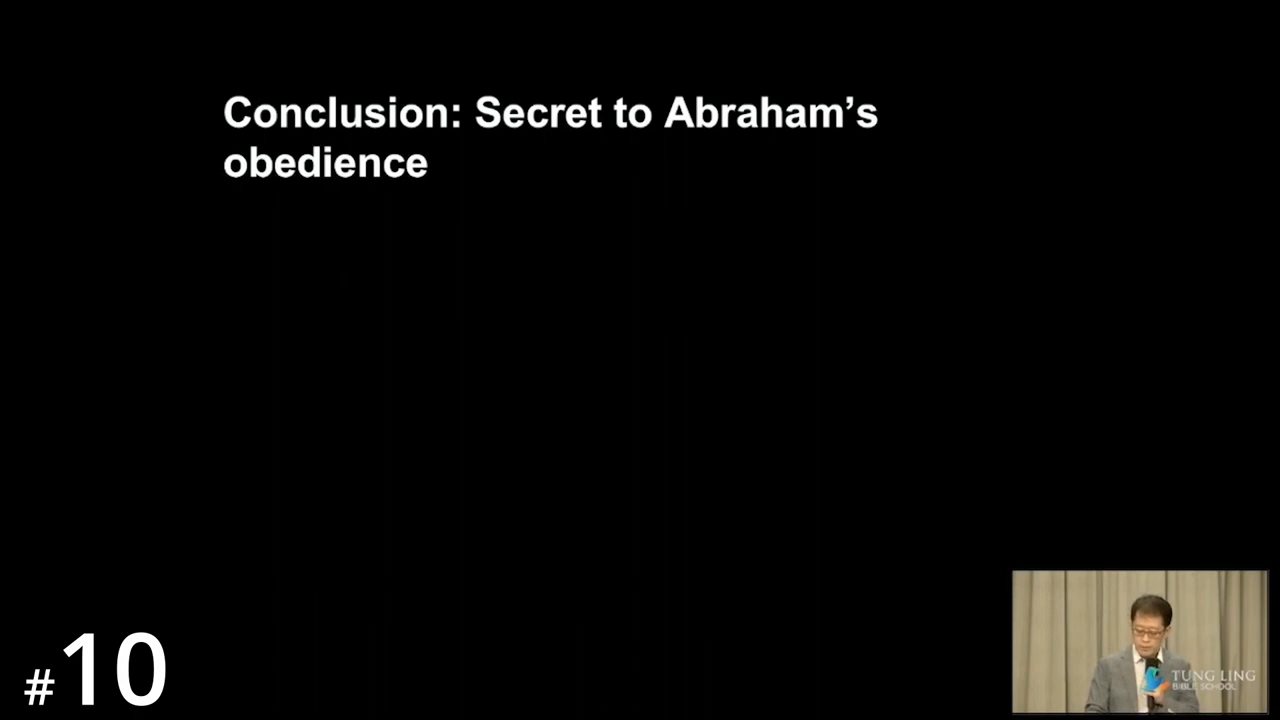 Conclusion: Secret to Abraham’s
obedience
#10
TUNG LING
BIBLE SCHOOL